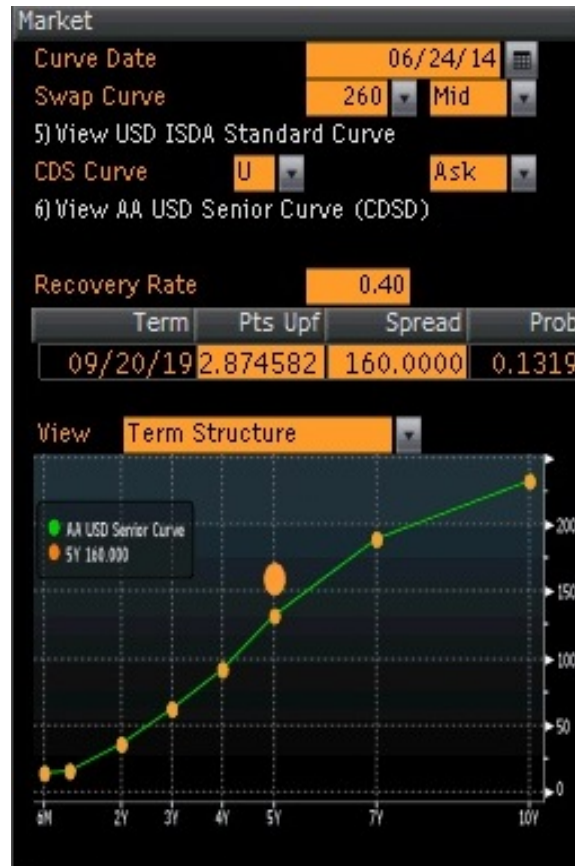 Market
Curve Date 06/24/14
Swap Curve 260 Mid
5) View USD ISDA Standard Curve
CDS Curve U Ask
6) View AA USD Senior Curve (CDSD)
Recovery Rate 0.40
Term Pts Upf Spread Prob
09/20/19 2.874582 160.0000 0.1319
View Term Structure
AA USD Senior Curve
5Y 160.000
200
150
100
50
0
6M 2Y 3Y 4Y 5Y 7Y 10Y